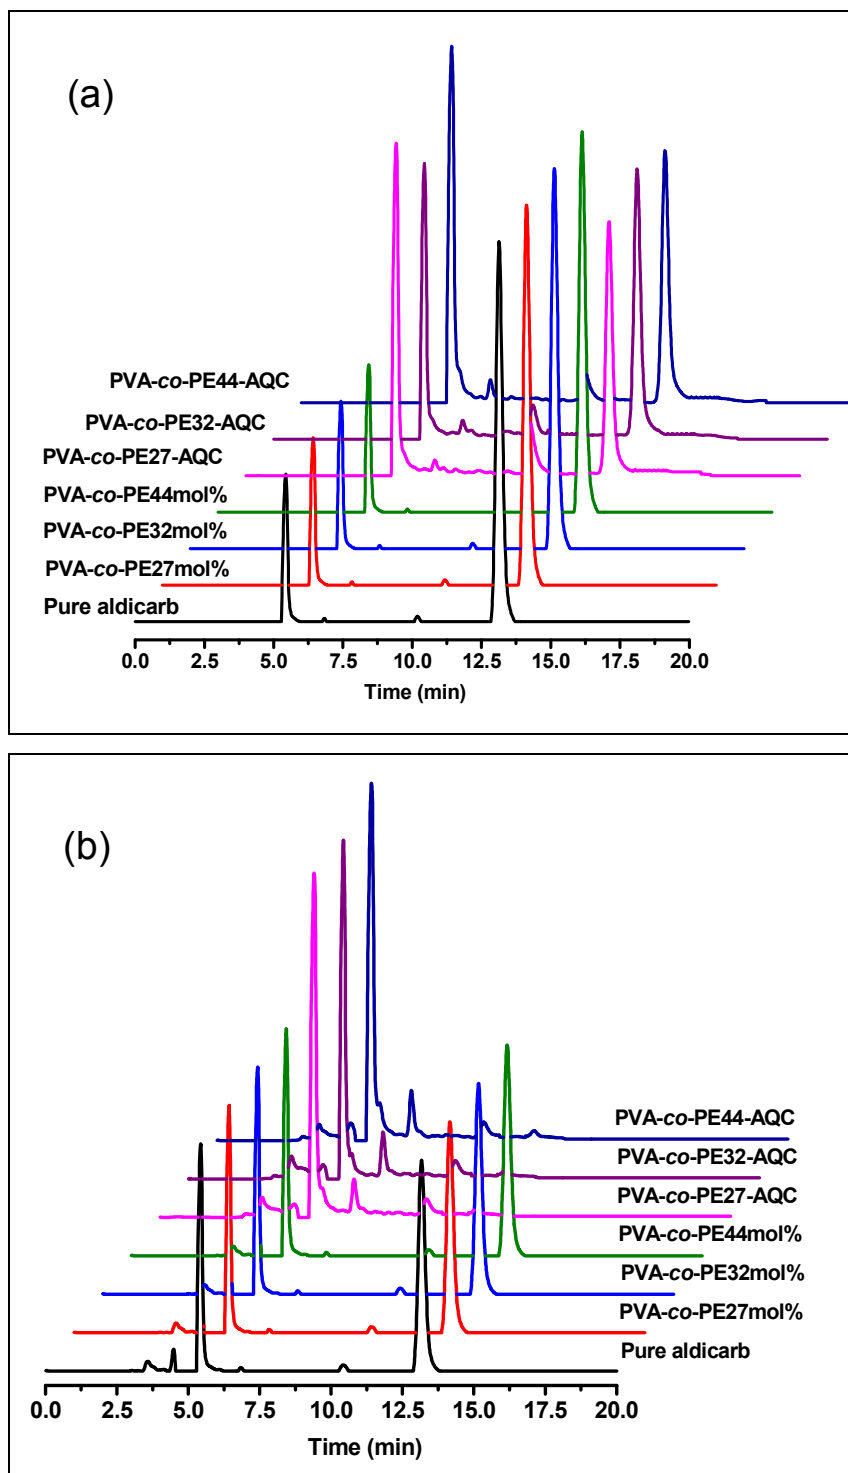 (a)
PVA-co-PE44-AQC
PVA-co-PE32-AQC
PVA-co-PE27-AQC
PVA-co-PE44mol%
PVA-co-PE32mol%
PVA-co-PE27mol%
Pure aldicarb
0.0 2.5 5.0 7.5 10.0 12.5 15.0 17.5 20.0
Time (min)
(b)
PVA-co-PE44-AQC
PVA-co-PE32-AQC
PVA-co-PE27-AQC
PVA-co-PE44mol%
PVA-co-PE32mol%
PVA-co-PE27mol%
Pure aldicarb
0.0 2.5 5.0 7.5 10.0 12.5 15.0 17.5 20.0
Time (min)